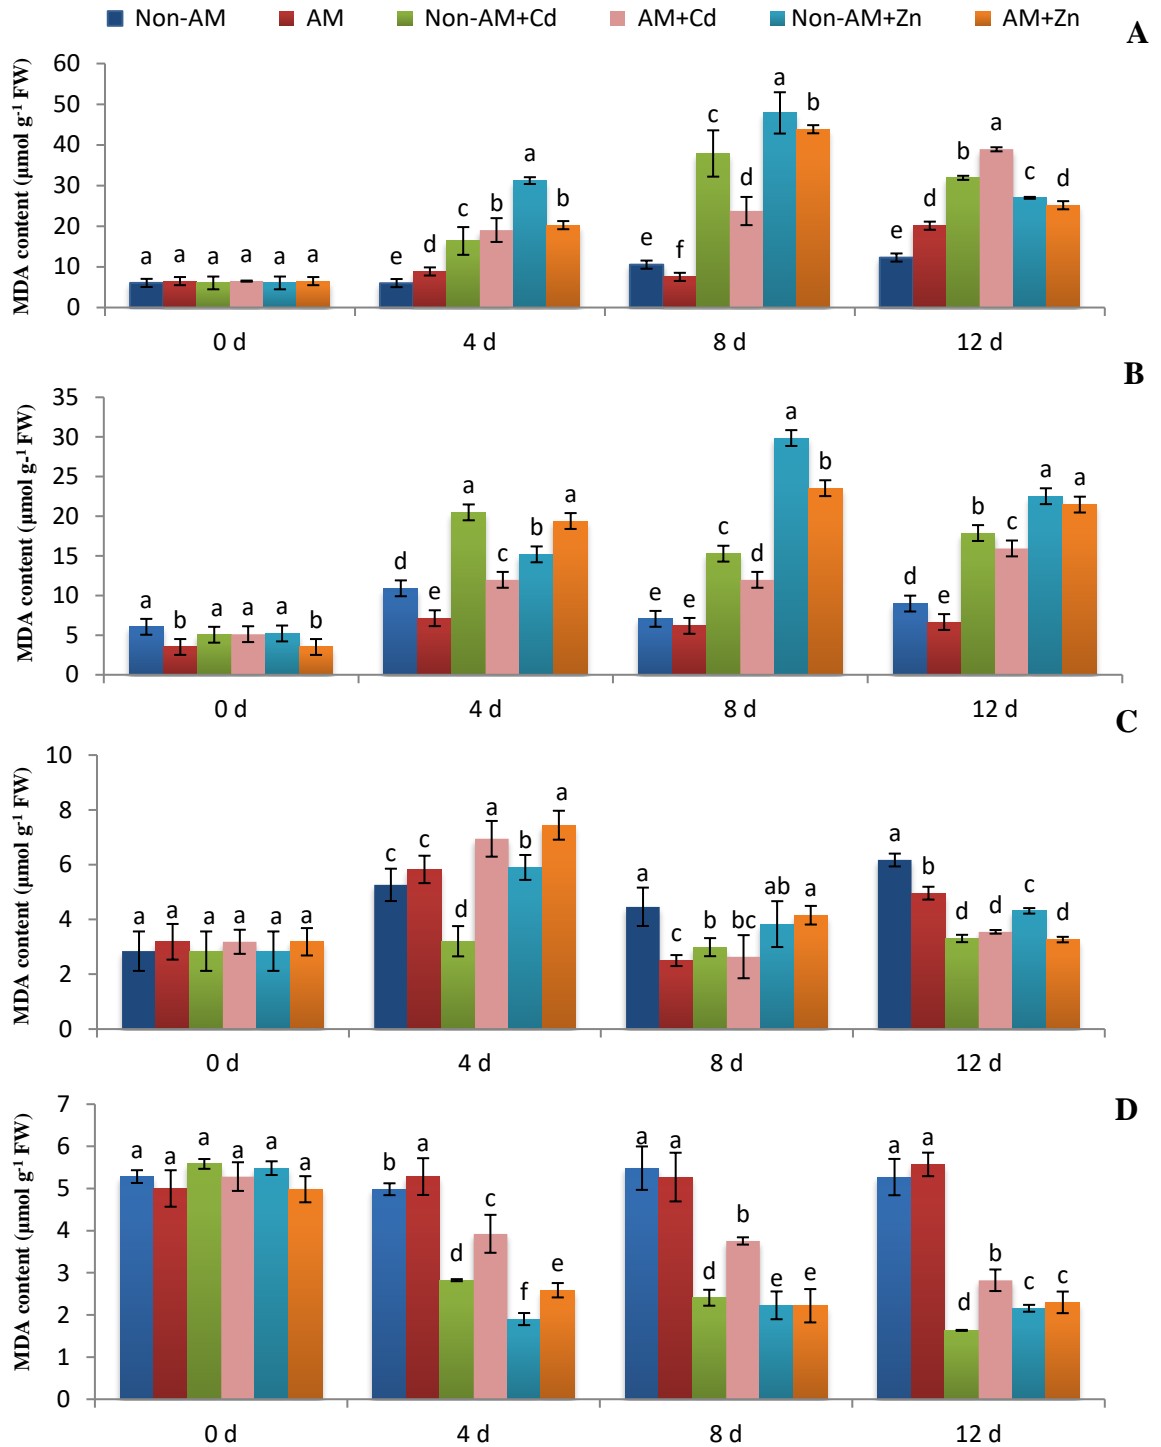 Non-AM AM Non-AM+Cd AM+Cd Non-AM+Zn AM+Zn
A
MDA content (µmol g⁻¹ FW)
60
50
40
30
20
10
0
a a a a a a
e d c b a b
e f c d a b
e d b a c d
0 d 4 d 8 d 12 d
B
MDA content (µmol g-¹ FW)
35
30
25
20
15
10
5
0
a b a a a b
d e a c b a
e e c d a b
d e b c a a
0 d 4 d 8 d 12 d
C
MDA content (µmol g⁻¹ FW)
10
8
6
4
2
0
a a a a a a
c c d a b a
a c b bc ab a
a b d d c d
0 d 4 d 8 d 12 d
D
MDA content (µmol g⁻¹ FW)
7
6
5
4
3
2
1
0
a a a a a a
b a d c f e
a a d b e e
a a d b c c
0 d 4 d 8 d 12 d